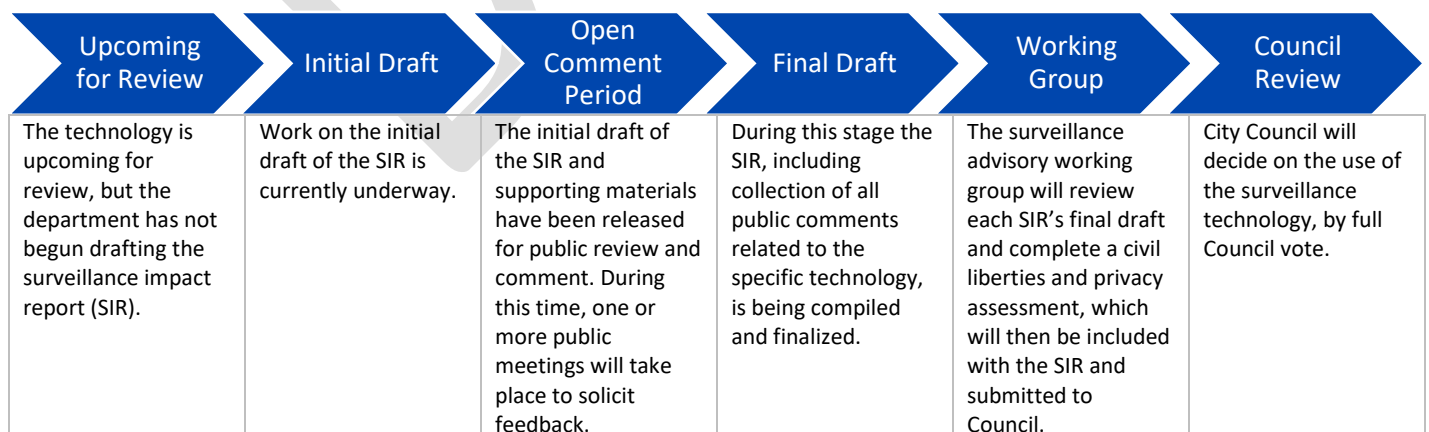 Upcoming
for Review
Initial Draft
Open
Comment
Period
Final Draft
Working
Group
Council
Review
The technology is
upcoming for
review, but the
department has not
begun drafting the
surveillance impact
report (SIR).
Work on the initial
draft of the SIR is
currently underway.
The initial draft of
the SIR and
supporting materials
have been released
for public review and
comment. During
this time, one or
more public
meetings will take
place to solicit
feedback.
During this stage the
SIR, including
collection of all
public comments
related to the
specific technology,
is being compiled
and finalized.
The surveillance
advisory working
group will review
each SIR’s final draft
and complete a civil
liberties and privacy
assessment, which
will then be included
with the SIR and
submitted to
Council.
City Council will
decide on the use of
the surveillance
technology, by full
Council vote.